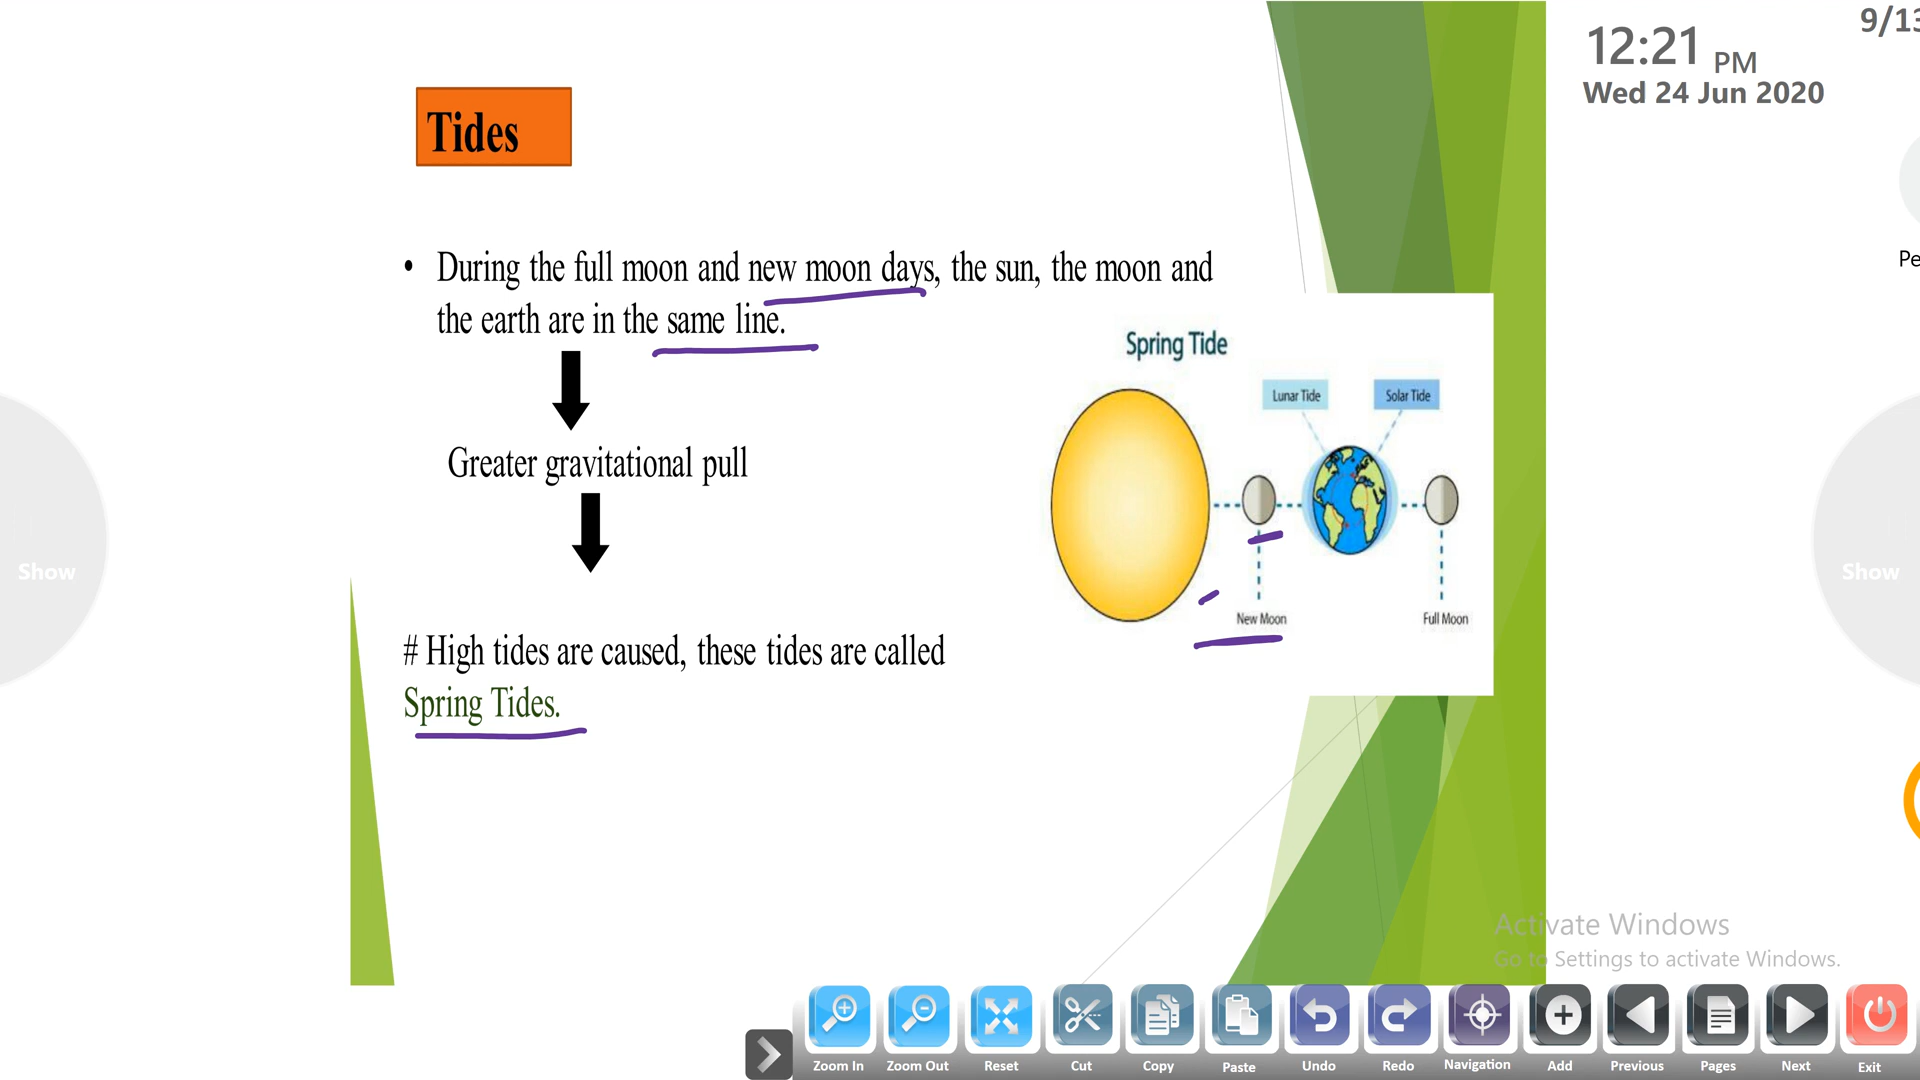 9/13
12:21 PM
Wed 24 Jun 2020
Tides
• During the full moon and new moon days, the sun, the moon and
the earth are in the same line.
Greater gravitational pull
# High tides are caused, these tides are called
Spring Tides.
Spring Tide
Lunar Tide
Solar Tide
New Moon
Full Moon
Show
Show
Pe
Activate Windows
Go to Settings to activate Windows.
Zoom In
Zoom Out
Reset
Cut
Copy
Paste
Undo
Redo
Navigation
Add
Previous
Pages
Next
Exit